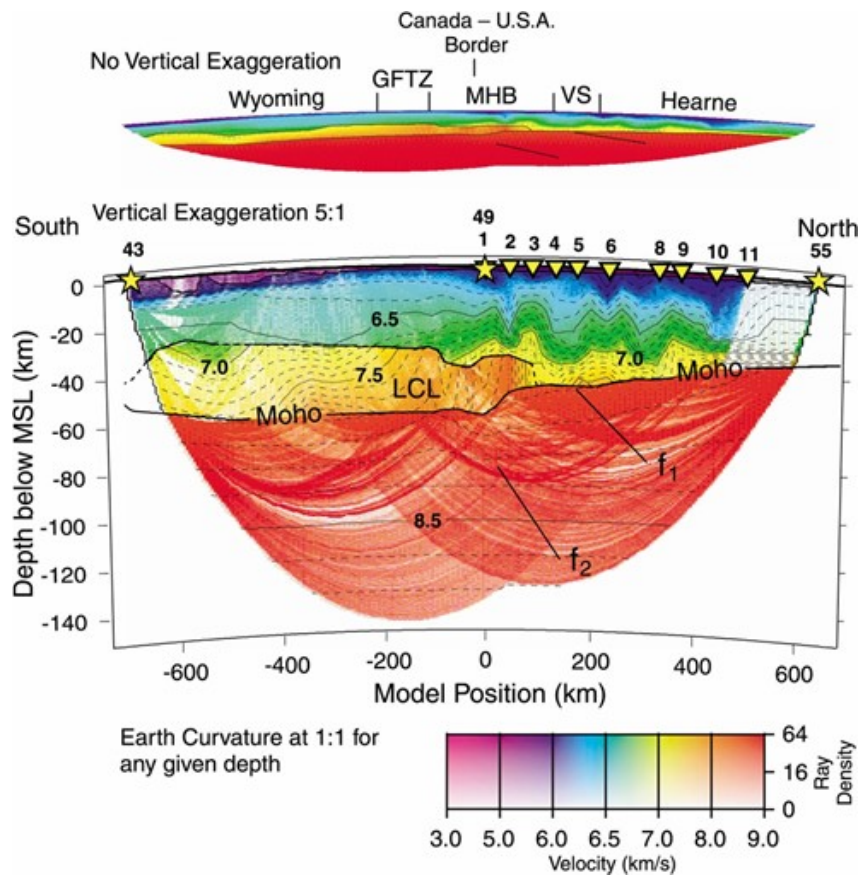 Canada – U.S.A.
Border
No Vertical Exaggeration
GFTZ
Wyoming
MHB
VS
Hearne
South
Vertical Exaggeration 5:1
North
43
49
1
2
3
4
5
6
8
9
10
11
55
0
-20
-40
-60
-80
-100
-120
-140
Depth below MSL (km)
6.5
7.0
7.5
LCL
7.0
Moho
Moho
f1
8.5
f2
-600
-400
-200
0
200
400
600
Model Position (km)
Earth Curvature at 1:1 for
any given depth
64
16
0
Ray
Density
3.0
5.0
6.0
6.5
7.0
8.0
9.0
Velocity (km/s)